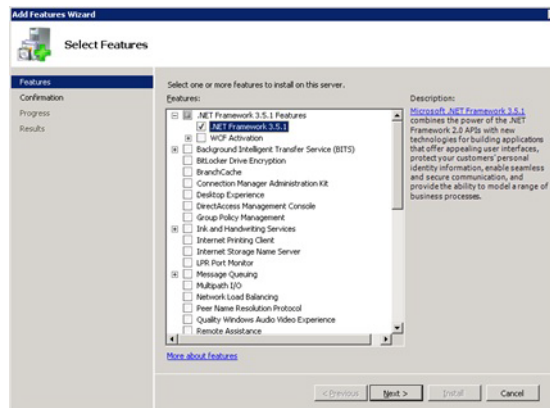 Add Features Wizard
Select Features
Features
Confirmation
Progress
Results
Select one or more features to install on this server.
Features:
.NET Framework 3.5.1 Features
.NET Framework 3.5.1
WCF Activation
Background Intelligent Transfer Service (BITS)
BitLocker Drive Encryption
BranchCache
Connection Manager Administration Kit
Desktop Experience
DirectAccess Management Console
Group Policy Management
Ink and Handwriting Services
Internet Printing Client
Internet Storage Name Server
LPR Port Monitor
Message Queuing
Multipath I/O
Network Load Balancing
Peer Name Resolution Protocol
Quality Windows Audio Video Experience
Remote Assistance
More about features
Description:
Microsoft .NET Framework 3.5.1
combines the power of the .NET
Framework 2.0 APIs with new
technologies for building applications
that offer appealing user interfaces,
protect your customers' personal
identity information, enable seamless
and secure communication, and
provide the ability to model a range of
business processes.
< Previous
Next >
Install
Cancel